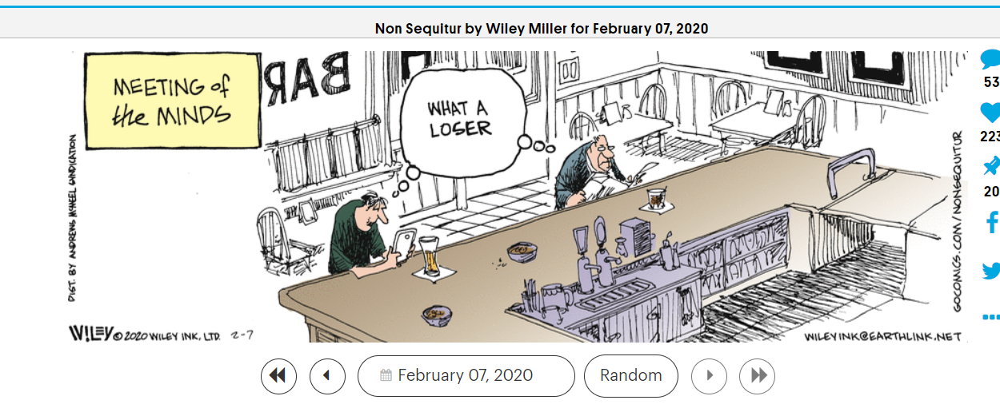 Non Sequitur by Wiley Miller for February 07, 2020
MEETING of
the MINDS
BAR
WHAT A
LOSER
DIST. BY ANDREWS MCMEEL SYNDICATION
GOCOMICS.COM/NONSEQUITUR
53
223
20
WILEY © 2020 WILEY INK, LTD. 2-7
WILEYINK@EARTHLINK.NET
February 07, 2020
Random